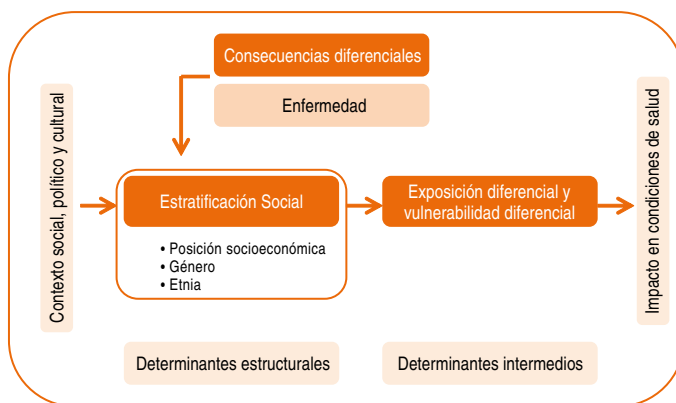 Consecuencias diferenciales
Enfermedad
Contexto social, político y cultural
Estratificación Social
• Posición socioeconómica
• Género
• Etnia
Exposición diferencial y
vulnerabilidad diferencial
Impacto en condiciones de salud
Determinantes estructurales
Determinantes intermedios